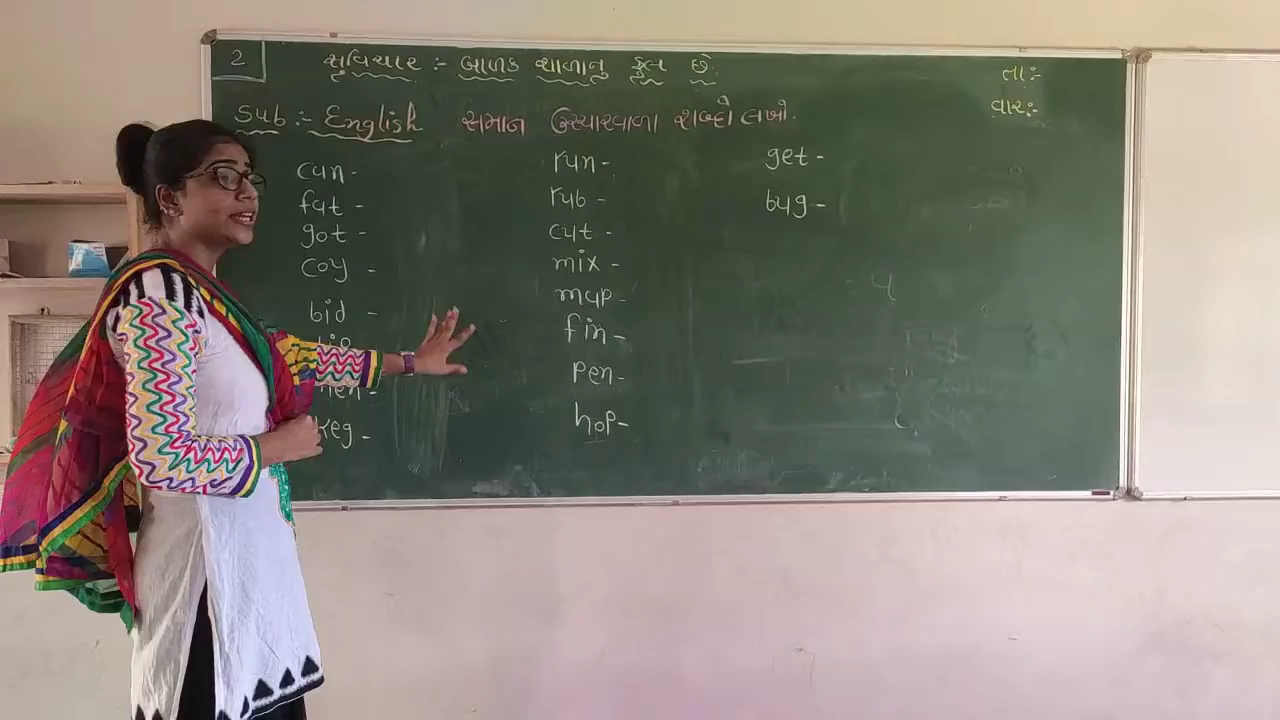 2
સુવિચાર :- બાળક શાળાનું ફુલ છે.
તા:-
વાર:-
Sub :- English સમાન ઉચ્ચારવાળા શબ્દો લખો.
can -
fat -
got -
coy -
bid -
keg -
run -
rub -
cut -
mix -
map -
fin -
pen -
hop -
get -
bug -